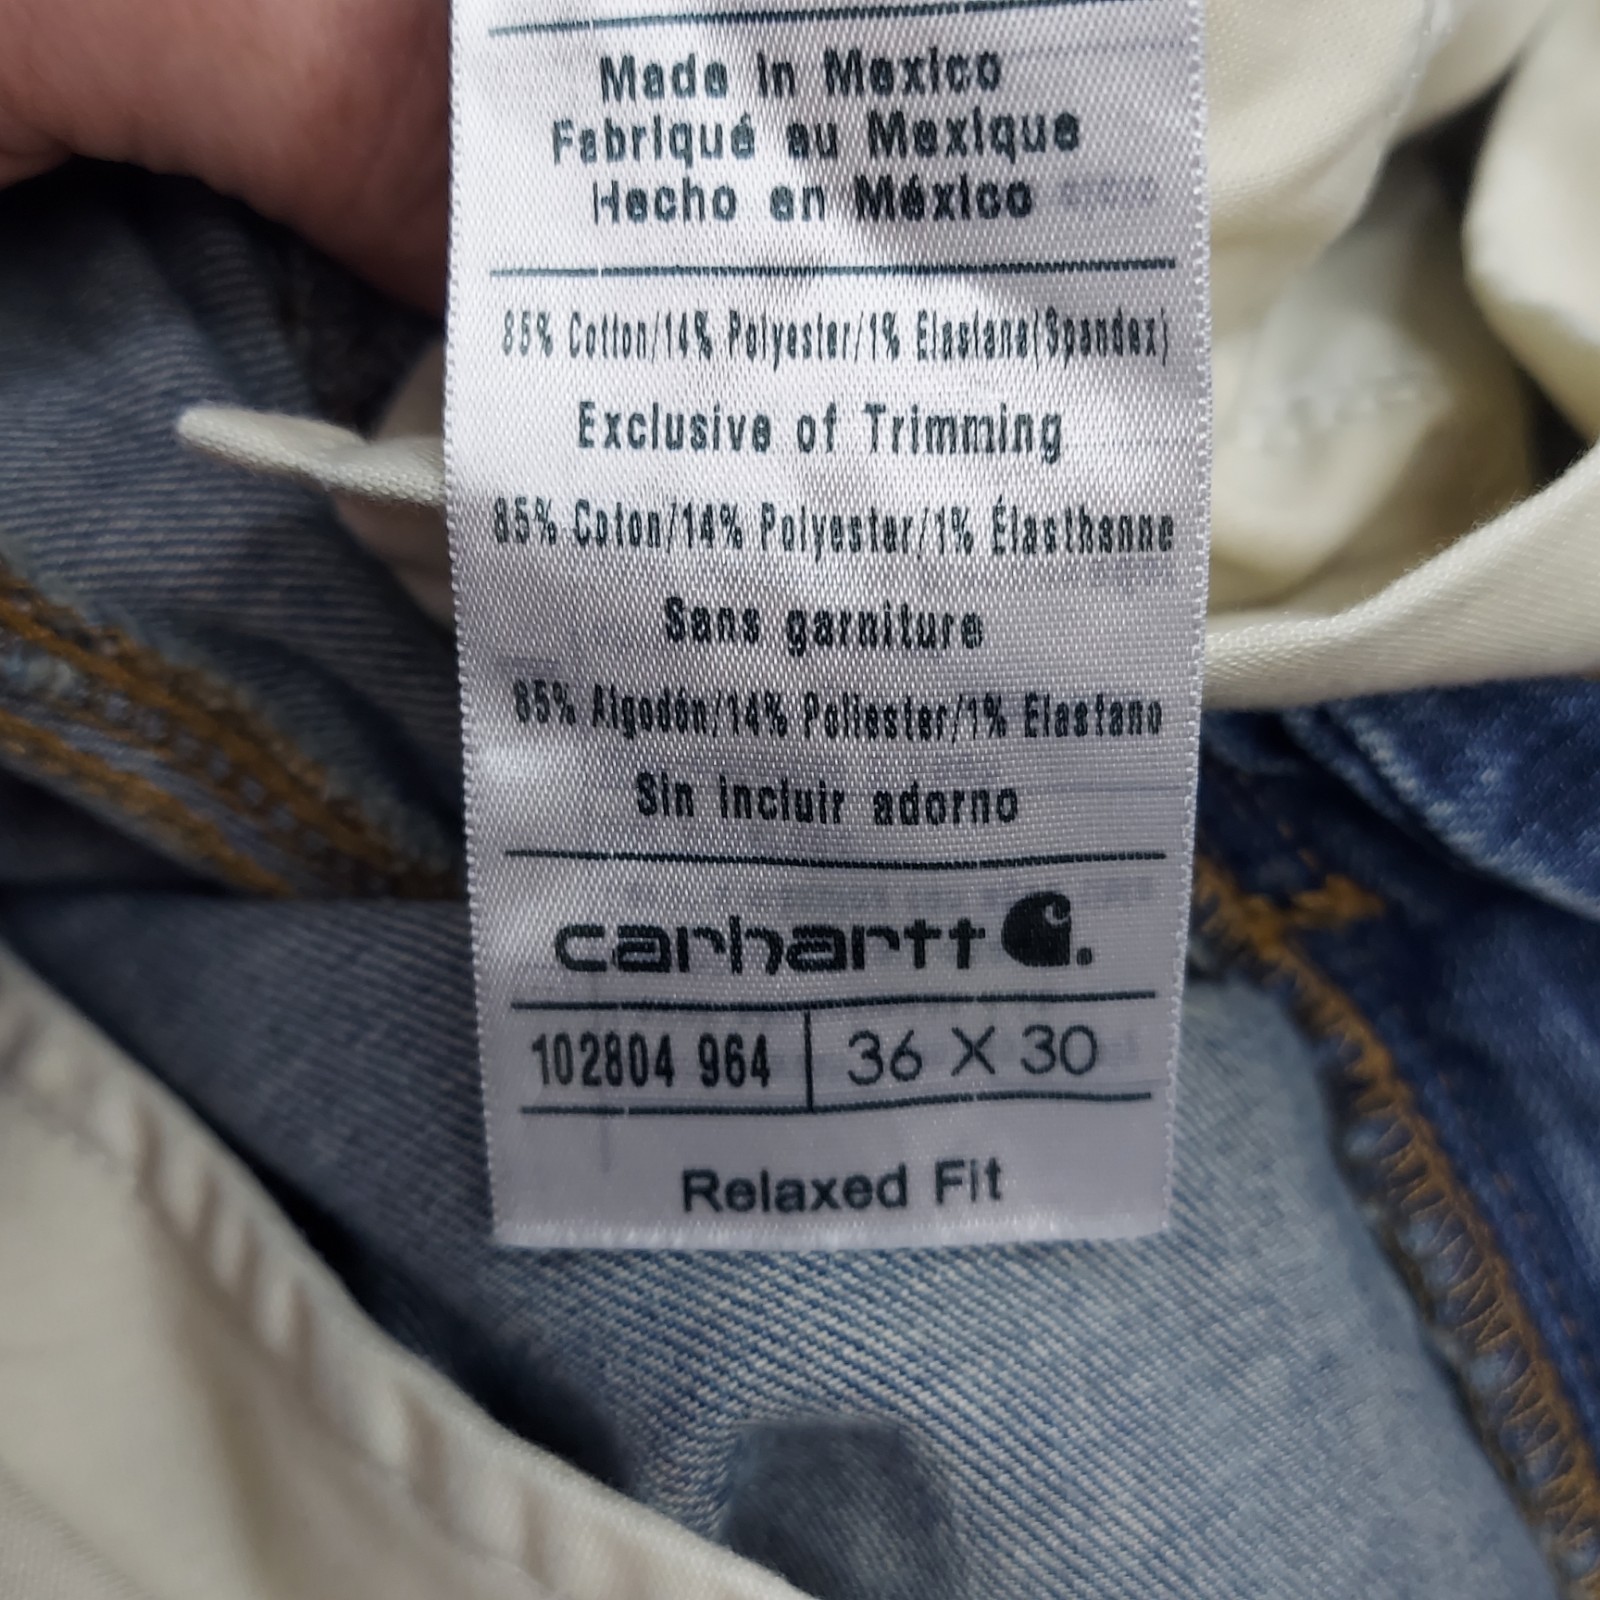 Made in Mexico
Fabriqué au Mexique
Hecho en México
85% Cotton/14% Polyester/1% Elastane(Spandex)
Exclusive of Trimming
85% Coton/14% Polyester/1% Élasthanne
Sans garniture
85% Algodón/14% Poliester/1% Elastano
Sin incluir adorno
carhartt
102804 964 | 36 X 30
Relaxed Fit